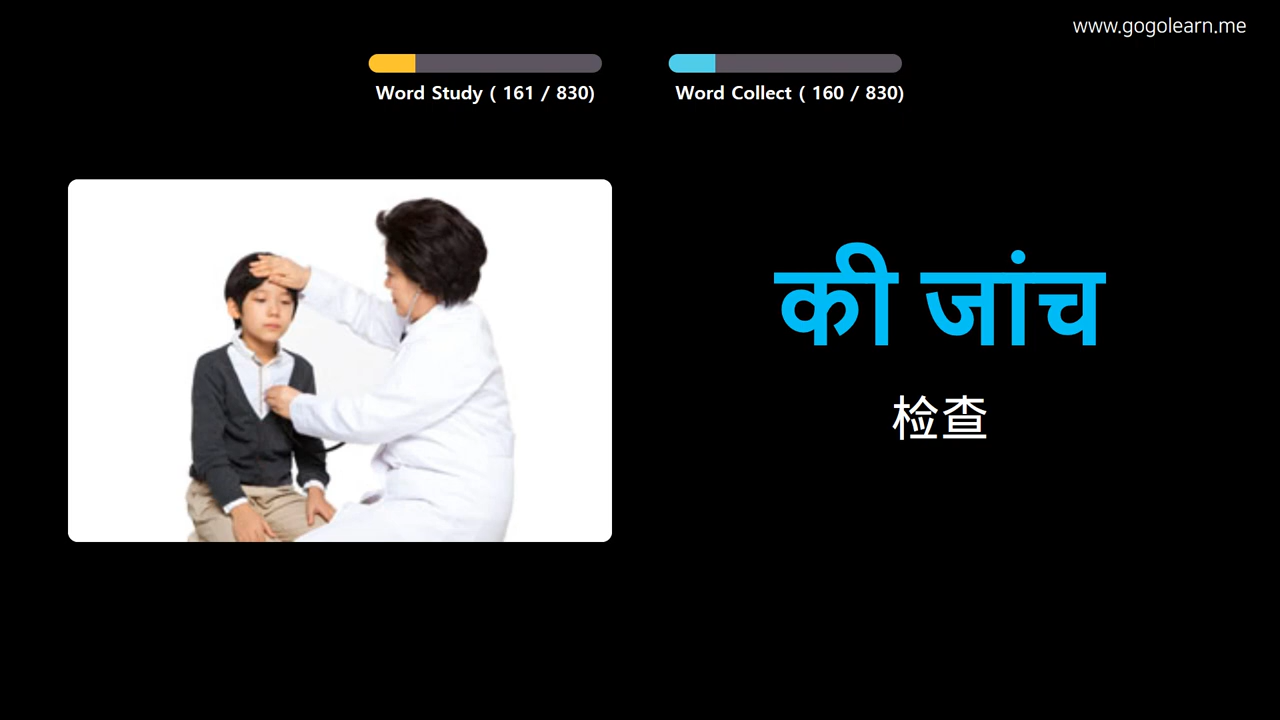 www.gogolearn.me
Word Study ( 161 / 830)
Word Collect ( 160 / 830)
की जांच
检查